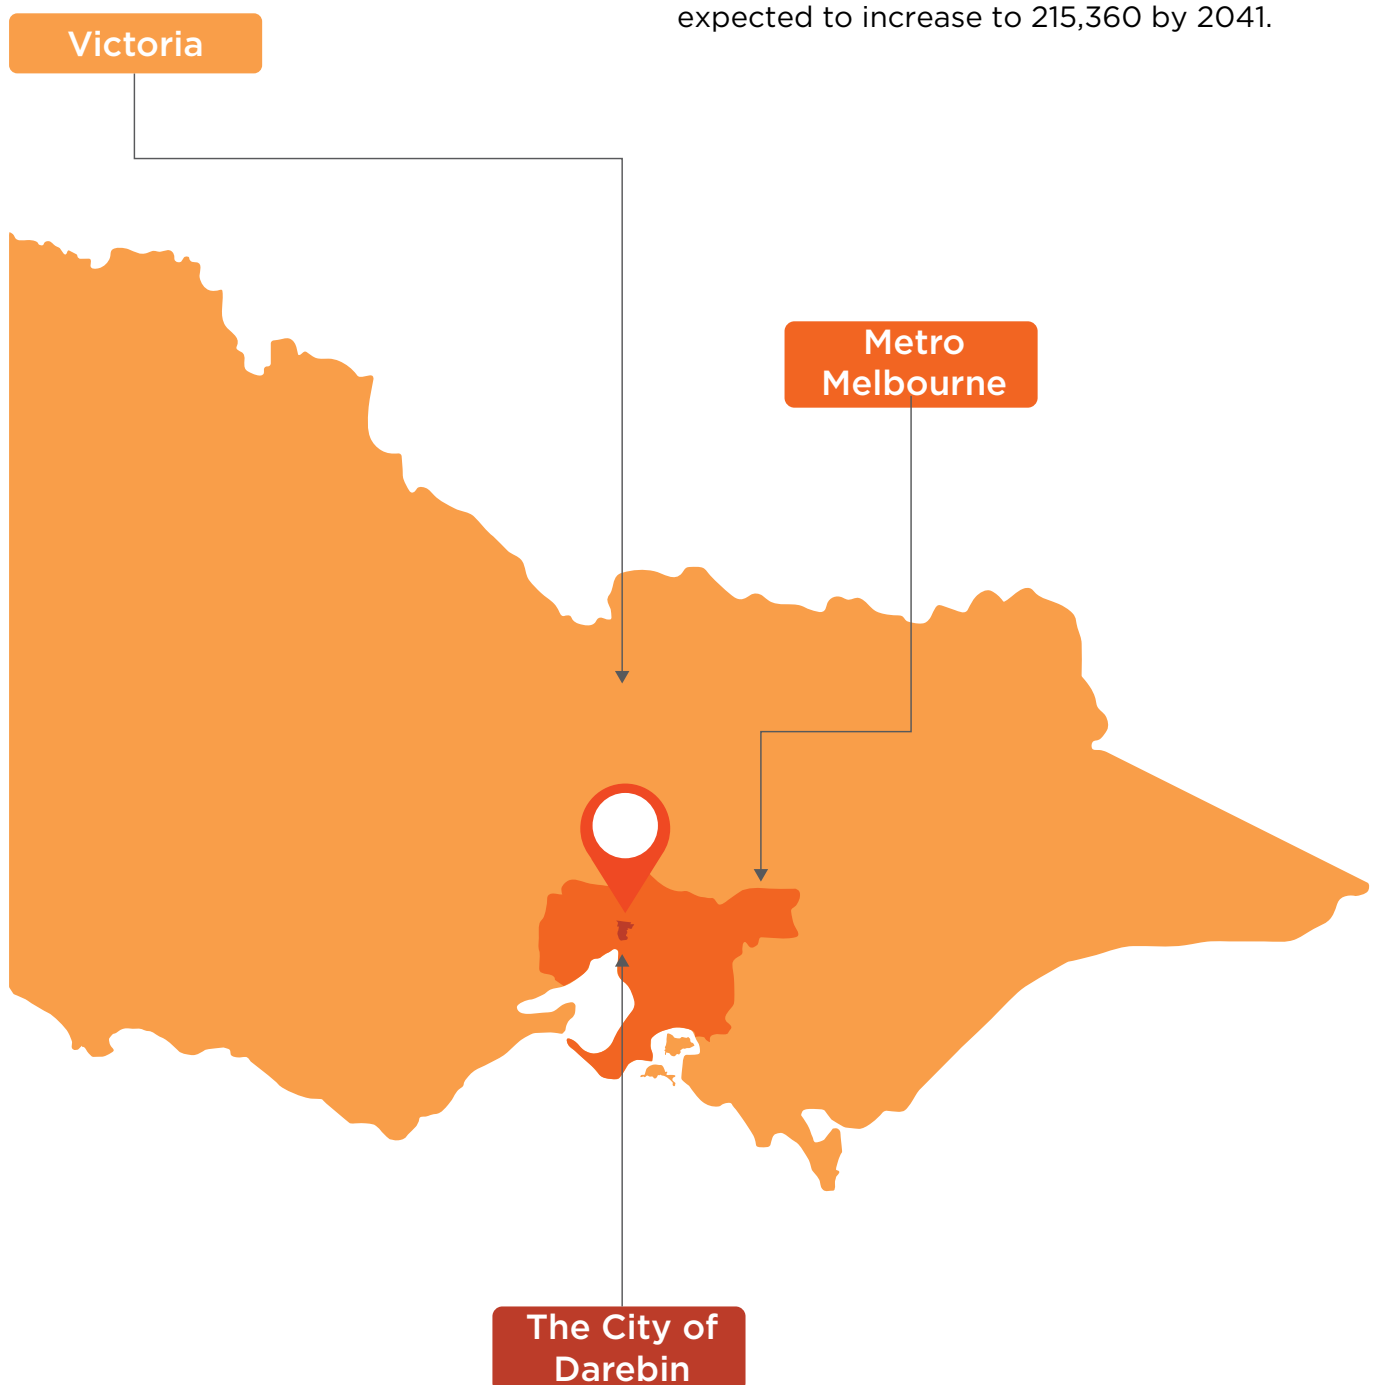 expected to increase to 215,360 by 2041.
Victoria
Metro
Melbourne
The City of
Darebin